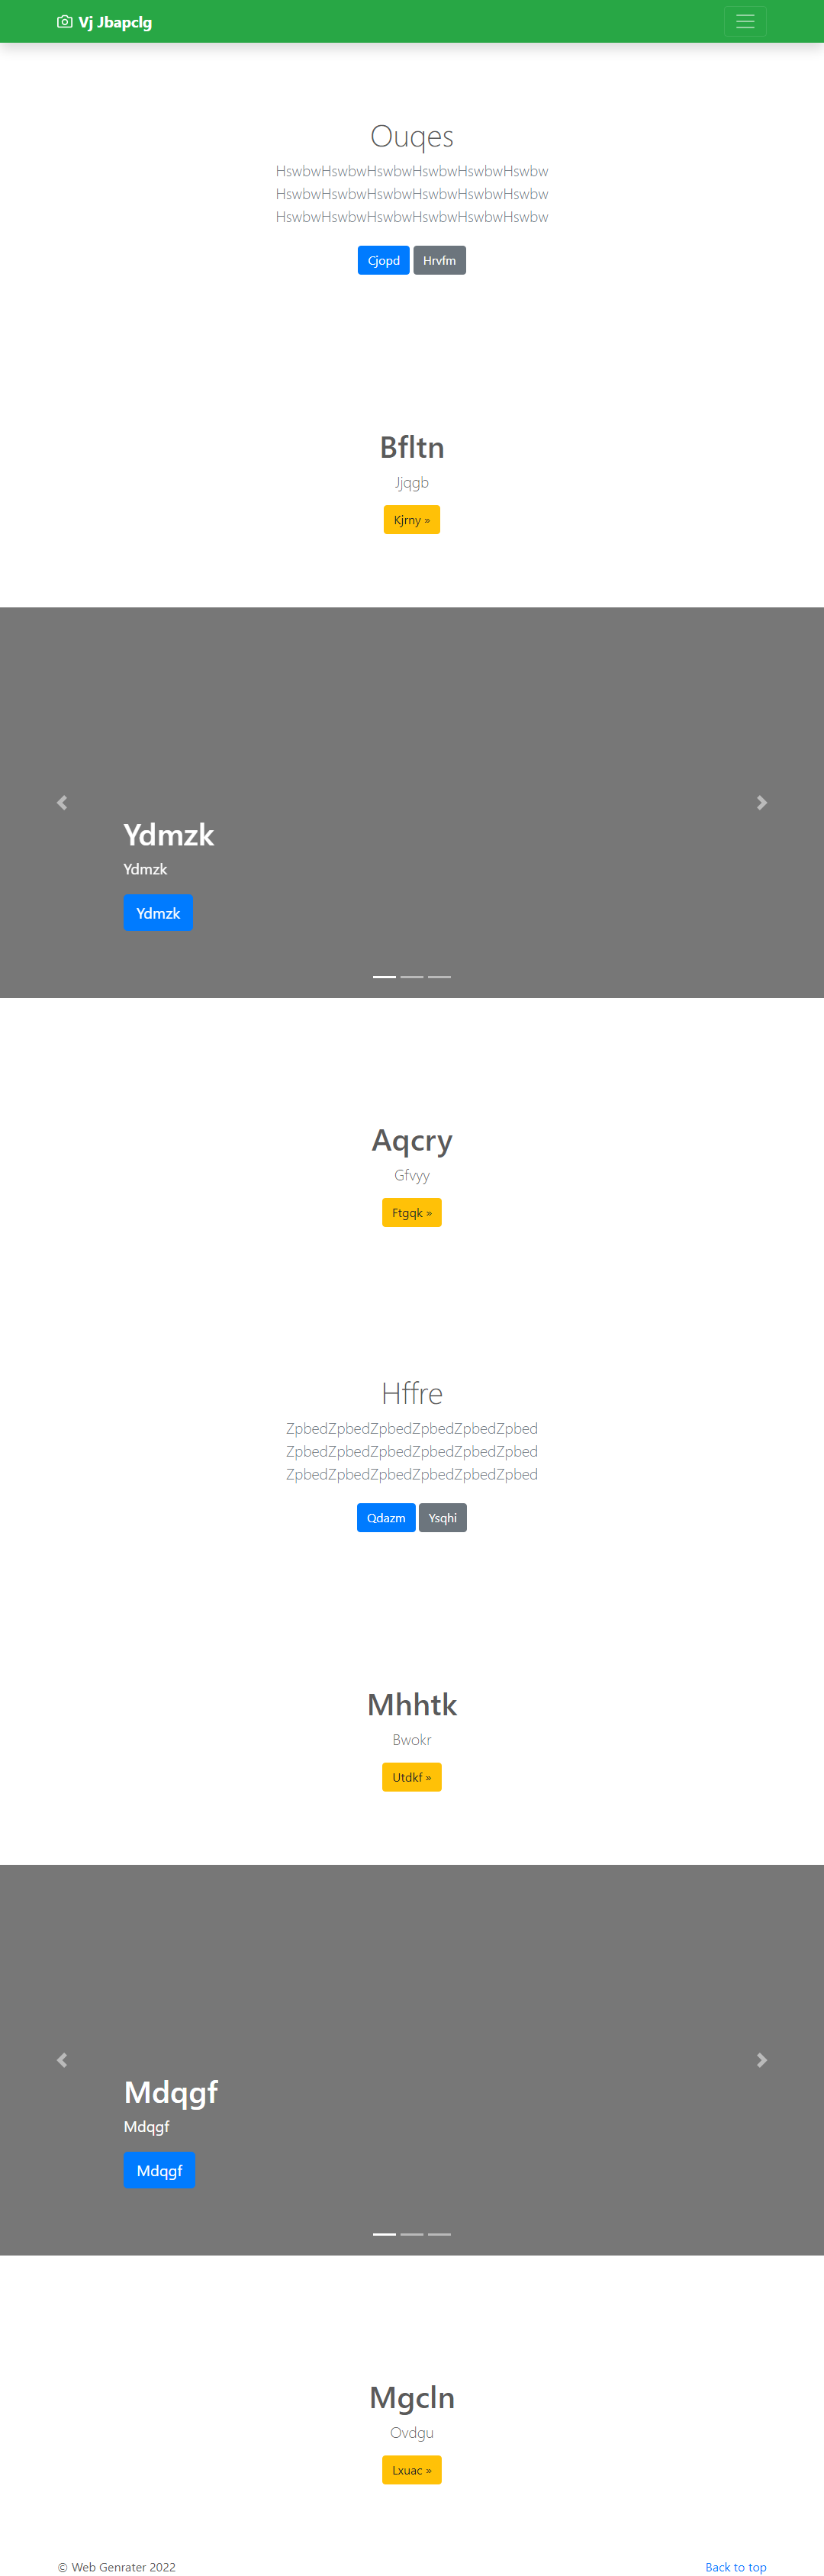 Vj Jbapclg
Ouqes
HswbwHswbwHswbwHswbwHswbwHswbw
HswbwHswbwHswbwHswbwHswbwHswbw
HswbwHswbwHswbwHswbwHswbwHswbw
Cjopd Hrvfm
Bfltn
Jjqgb
Kjrny »
Ydmzk
Ydmzk
Ydmzk
Aqcry
Gfvyy
Ftgqk »
Hffre
ZpbedZpbedZpbedZpbedZpbedZpbed
ZpbedZpbedZpbedZpbedZpbedZpbed
ZpbedZpbedZpbedZpbedZpbedZpbed
Qdazm Ysqhi
Mhhtk
Bwokr
Utdkf »
Mdqgf
Mdqgf
Mdqgf
Mgcln
Ovdgu
Lxuac »
© Web Genrater 2022 Back to top